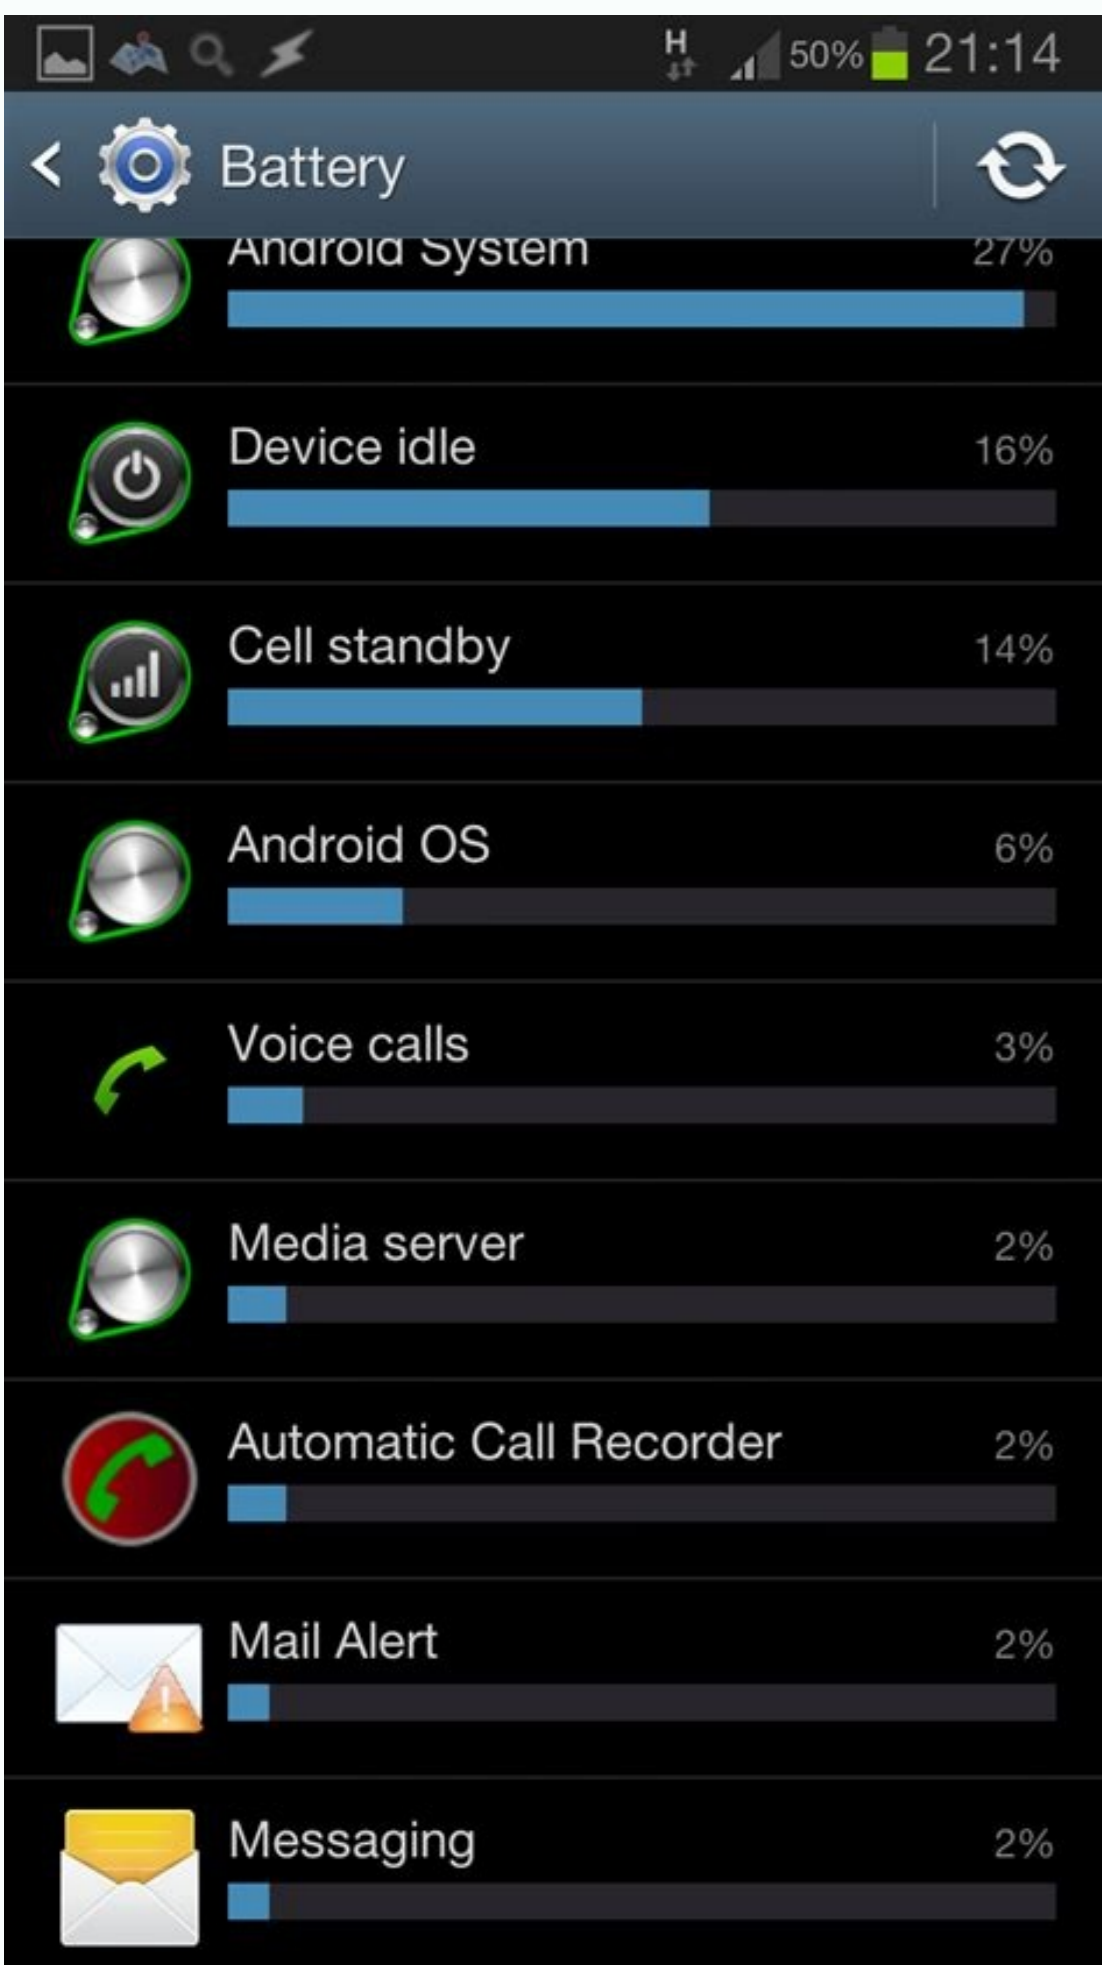 H 50% 21:14
Battery
Android System 27%
Device idle 16%
Cell standby 14%
Android OS 6%
Voice calls 3%
Media server 2%
Automatic Call Recorder 2%
Mail Alert 2%
Messaging 2%